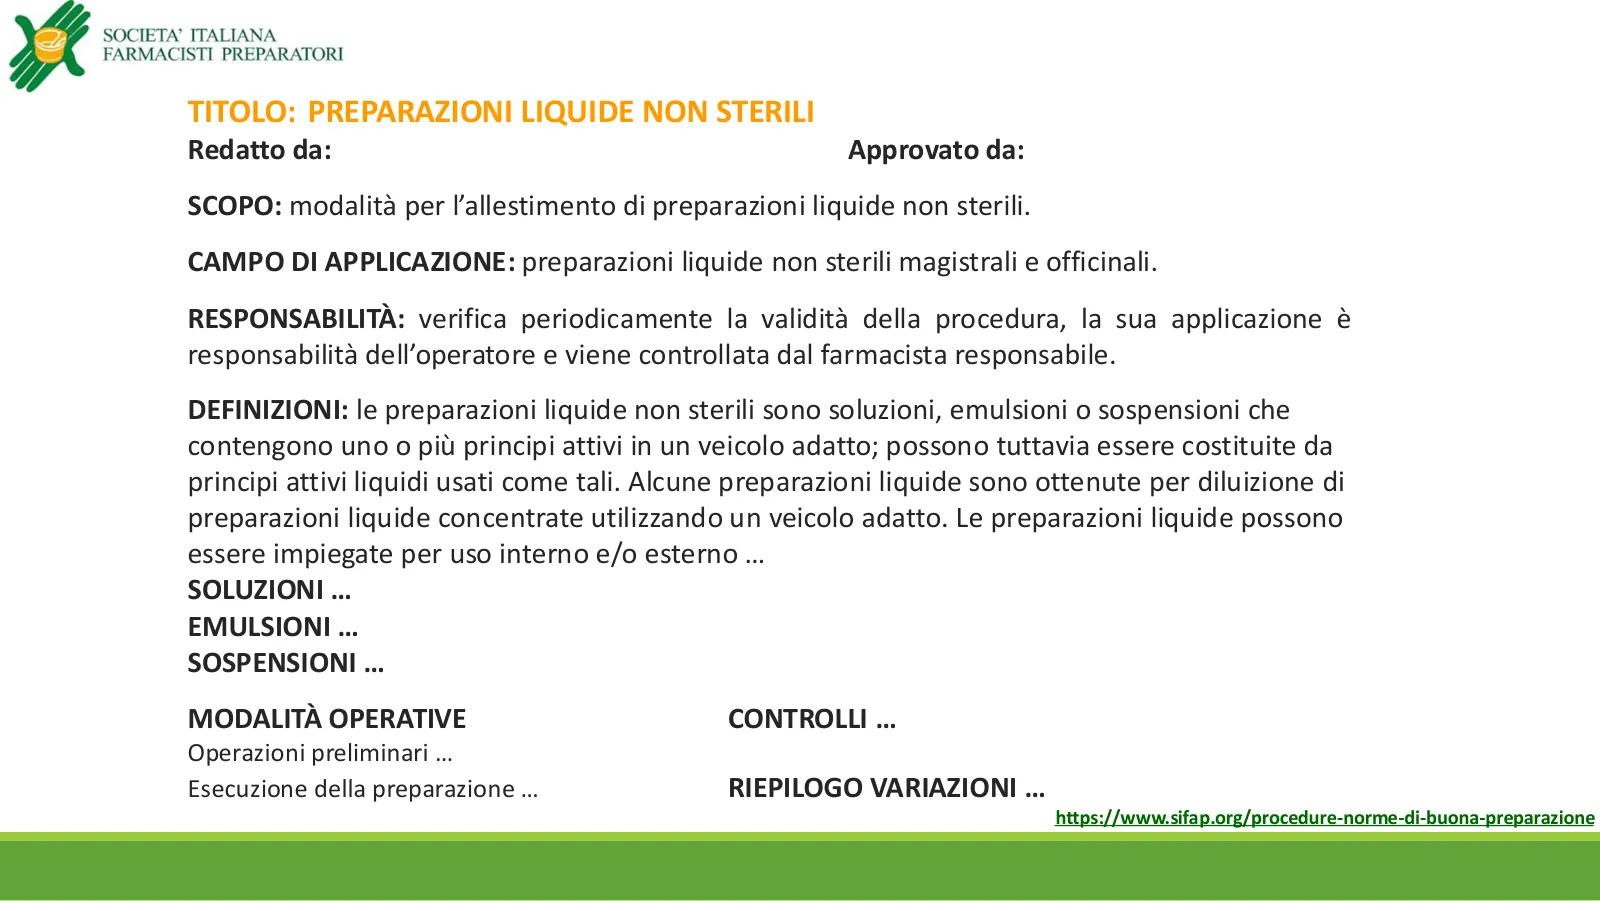 SOCIETA' ITALIANA
FARMACISTI PREPARATORI
TITOLO: PREPARAZIONI LIQUIDE NON STERILI
Redatto da: Approvato da:
SCOPO: modalità per l’allestimento di preparazioni liquide non sterili.
CAMPO DI APPLICAZIONE: preparazioni liquide non sterili magistrali e officinali.
RESPONSABILITÀ: verifica periodicamente la validità della procedura, la sua applicazione è
responsabilità dell’operatore e viene controllata dal farmacista responsabile.
DEFINIZIONI: le preparazioni liquide non sterili sono soluzioni, emulsioni o sospensioni che
contengono uno o più principi attivi in un veicolo adatto; possono tuttavia essere costituite da
principi attivi liquidi usati come tali. Alcune preparazioni liquide sono ottenute per diluizione di
preparazioni liquide concentrate utilizzando un veicolo adatto. Le preparazioni liquide possono
essere impiegate per uso interno e/o esterno …
SOLUZIONI …
EMULSIONI …
SOSPENSIONI …
MODALITÀ OPERATIVE
Operazioni preliminari …
Esecuzione della preparazione …
CONTROLLI …
RIEPILOGO VARIAZIONI …
https://www.sifap.org/procedure-norme-di-buona-preparazione